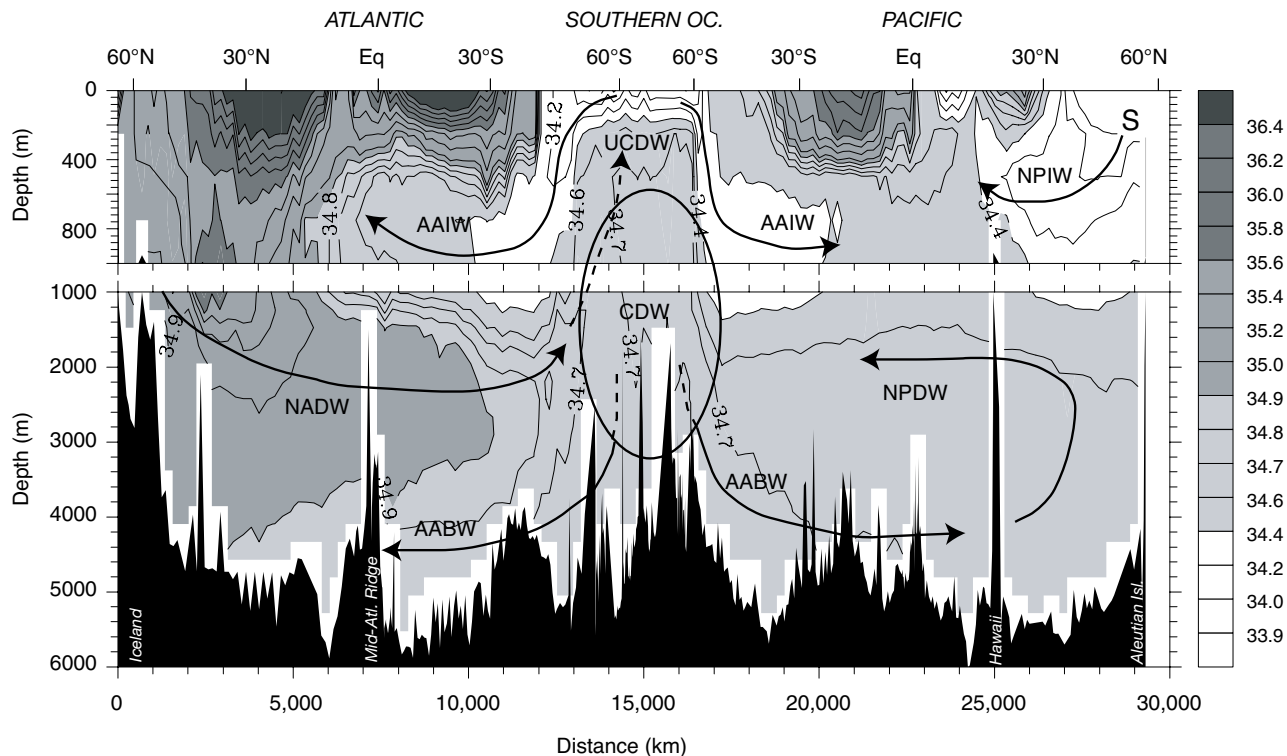 ATLANTIC SOUTHERN OC. PACIFIC
60°N 30°N Eq 30°S 60°S 60°S 30°S Eq 30°N 60°N
Depth (m)
0
400
800
34.2
S
UCDW
NPIW
34.8
AAIW
34.6
34.7
34.4
AAIW
34.4
Depth (m)
1000
2000
3000
4000
5000
6000
34.9
CDW
34.7
34.7
NADW
NPDW
34.7
34.9
AABW
AABW
Iceland
Mid-Atl. Ridge
Hawaii
Aleutian Isl.
0 5,000 10,000 15,000 20,000 25,000 30,000
Distance (km)
36.4
36.2
36.0
35.8
35.6
35.4
35.2
35.0
34.9
34.8
34.7
34.6
34.4
34.2
34.0
33.9